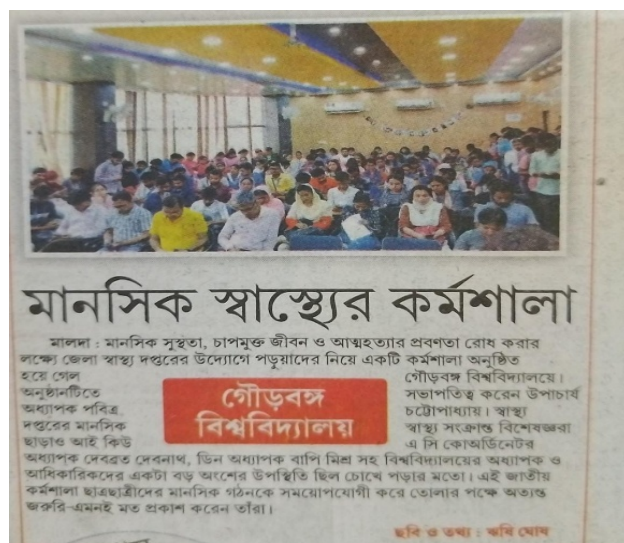 মানসিক স্বাস্থ্যের কর্মশালা
মালদা : মানসিক সুস্থতা, চাপমুক্ত জীবন ও আত্মহত্যার প্রবণতা রোধ করার
লক্ষ্যে জেলা স্বাস্থ্য দপ্তরের উদ্যোগে পড়ুয়াদের নিয়ে একটি কর্মশালা অনুষ্ঠিত
হয়ে গেল গৌড়বঙ্গ বিশ্ববিদ্যালয়ে।
অনুষ্ঠানটিতে সভাপতিত্ব করেন উপাচার্য
অধ্যাপক পবিত্র চট্টোপাধ্যায়। স্বাস্থ্য
দপ্তরের মানসিক স্বাস্থ্য সংক্রান্ত বিশেষজ্ঞরা
ছাড়াও আই কিউ এ সি কোঅর্ডিনেটর
গৌড়বঙ্গ
বিশ্ববিদ্যালয়
অধ্যাপক দেবব্রত দেবনাথ, ডিন অধ্যাপক বাপি মিশ্র সহ বিশ্ববিদ্যালয়ের অধ্যাপক ও
আধিকারিকদের একটা বড় অংশের উপস্থিতি ছিল চোখে পড়ার মতো। এই জাতীয়
কর্মশালা ছাত্রছাত্রীদের মানসিক গঠনকে সময়োপযোগী করে তোলার পক্ষে অত্যন্ত
জরুরি-এমনই মত প্রকাশ করেন তাঁরা।
ছবি ও তথ্য : ঋষি ঘোষ